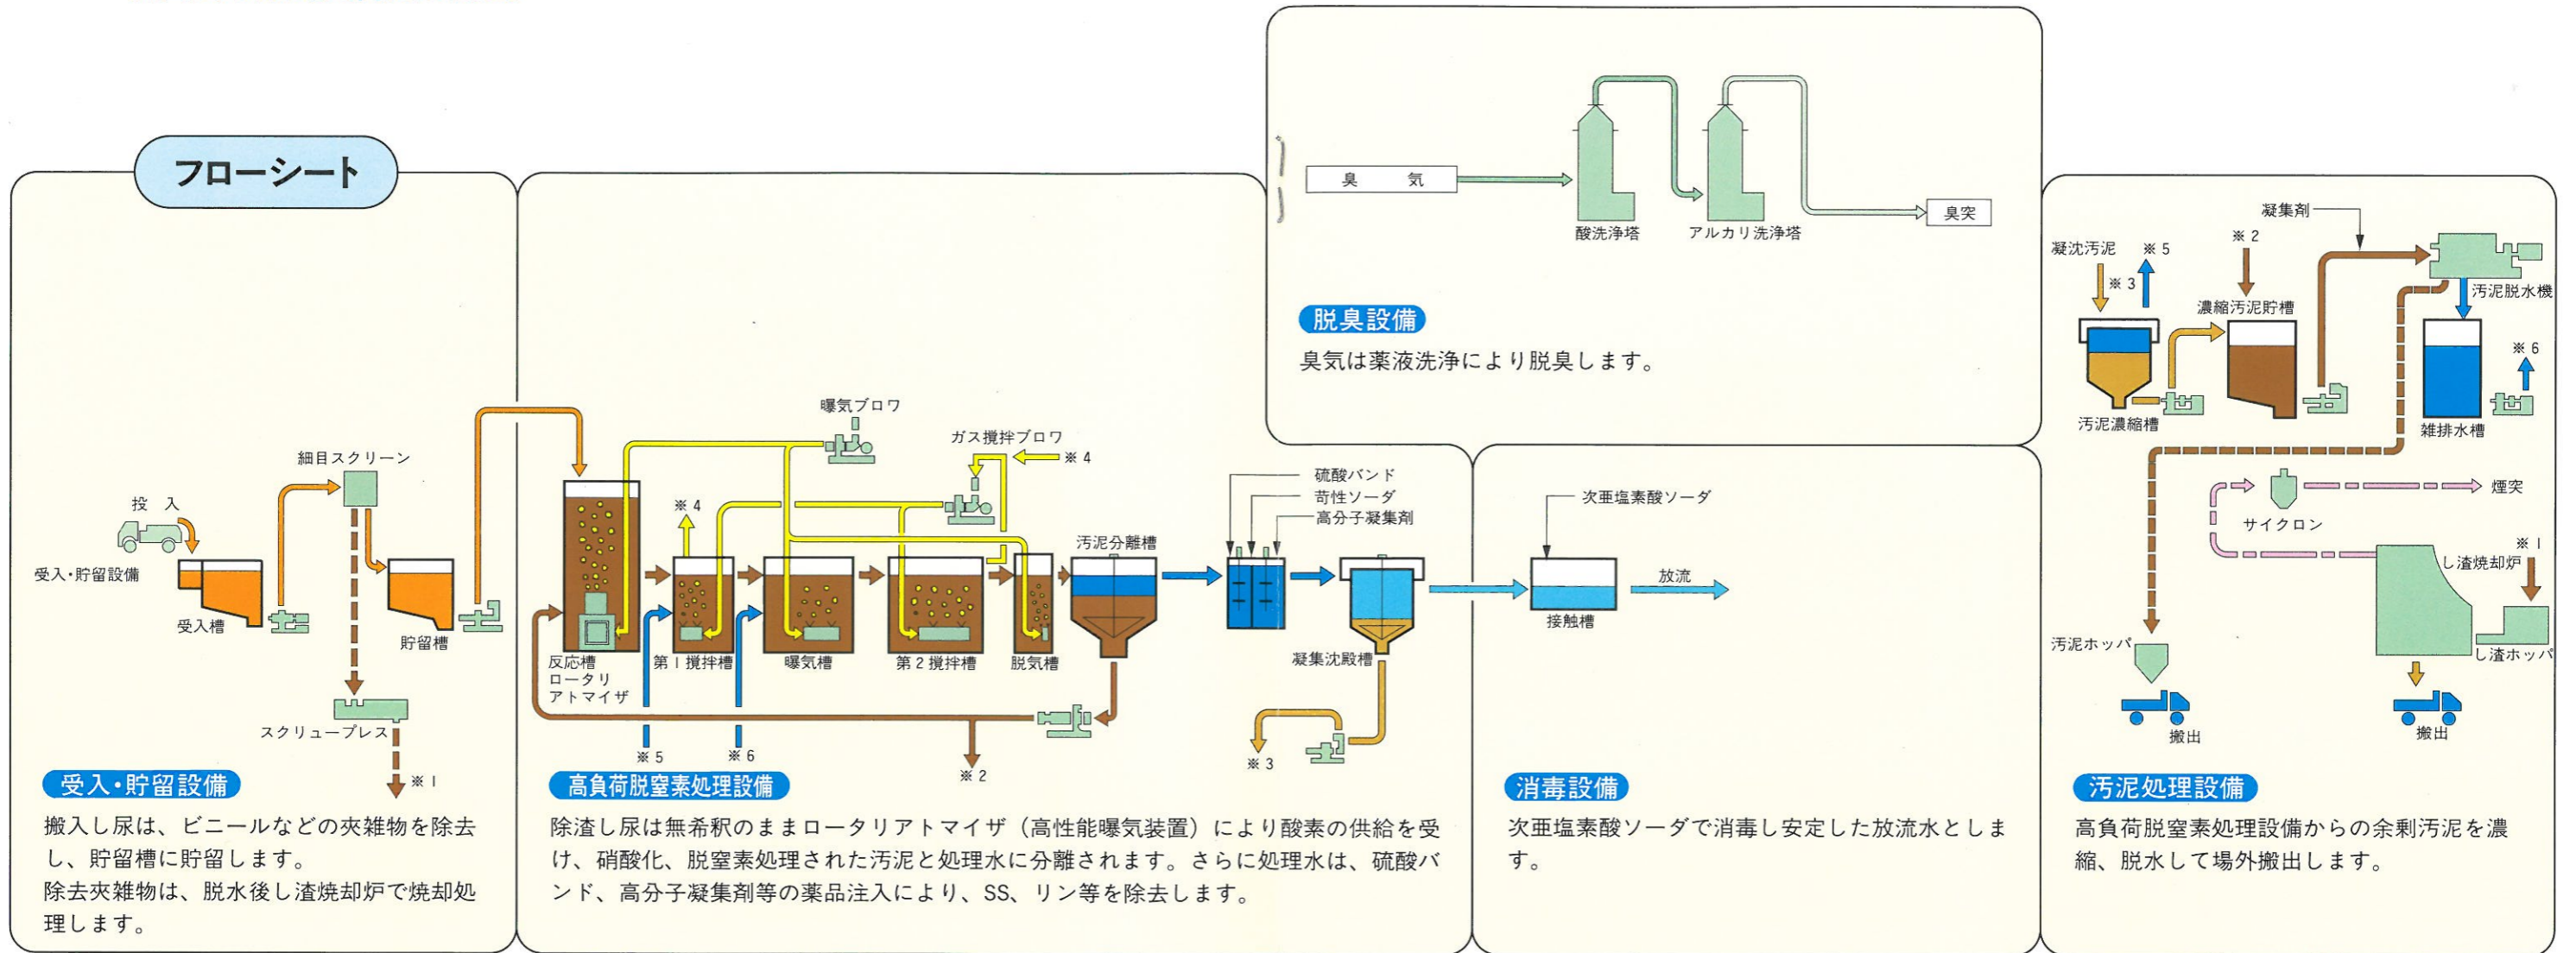 フローシート
投 入
細目スクリーン
受入・貯留設備
受入槽
貯留槽
スクリュープレス
※1
受入・貯留設備
搬入し尿は、ビニールなどの夾雑物を除去
し、貯留槽に貯留します。
除去夾雑物は、脱水後し渣焼却炉で焼却処
理します。
曝気ブロワ
ガス攪拌ブロワ
※4
※4
汚泥分離槽
硫酸バンド
苛性ソーダ
高分子凝集剤
反応槽
ロータリ
アトマイザ
第1攪拌槽
曝気槽
第2攪拌槽
脱気槽
凝集沈殿槽
※5
※6
※2
※3
高負荷脱窒素処理設備
除渣し尿は無希釈のままロータリアトマイザ（高性能曝気装置）により酸素の供給を受
け、硝酸化、脱窒素処理された汚泥と処理水に分離されます。さらに処理水は、硫酸バ
ンド、高分子凝集剤等の薬品注入により、SS、リン等を除去します。
臭 気
酸洗浄塔
アルカリ洗浄塔
臭突
脱臭設備
臭気は薬液洗浄により脱臭します。
次亜塩素酸ソーダ
放流
接触槽
消毒設備
次亜塩素酸ソーダで消毒し安定した放流水としま
す。
凝集剤
凝沈汚泥
※5
※2
※3
汚泥脱水機
濃縮汚泥貯槽
※6
汚泥濃縮槽
雑排水槽
煙突
サイクロン
※1
し渣焼却炉
汚泥ホッパ
し渣ホッパ
搬出
搬出
汚泥処理設備
高負荷脱窒素処理設備からの余剰汚泥を濃
縮、脱水して場外搬出します。